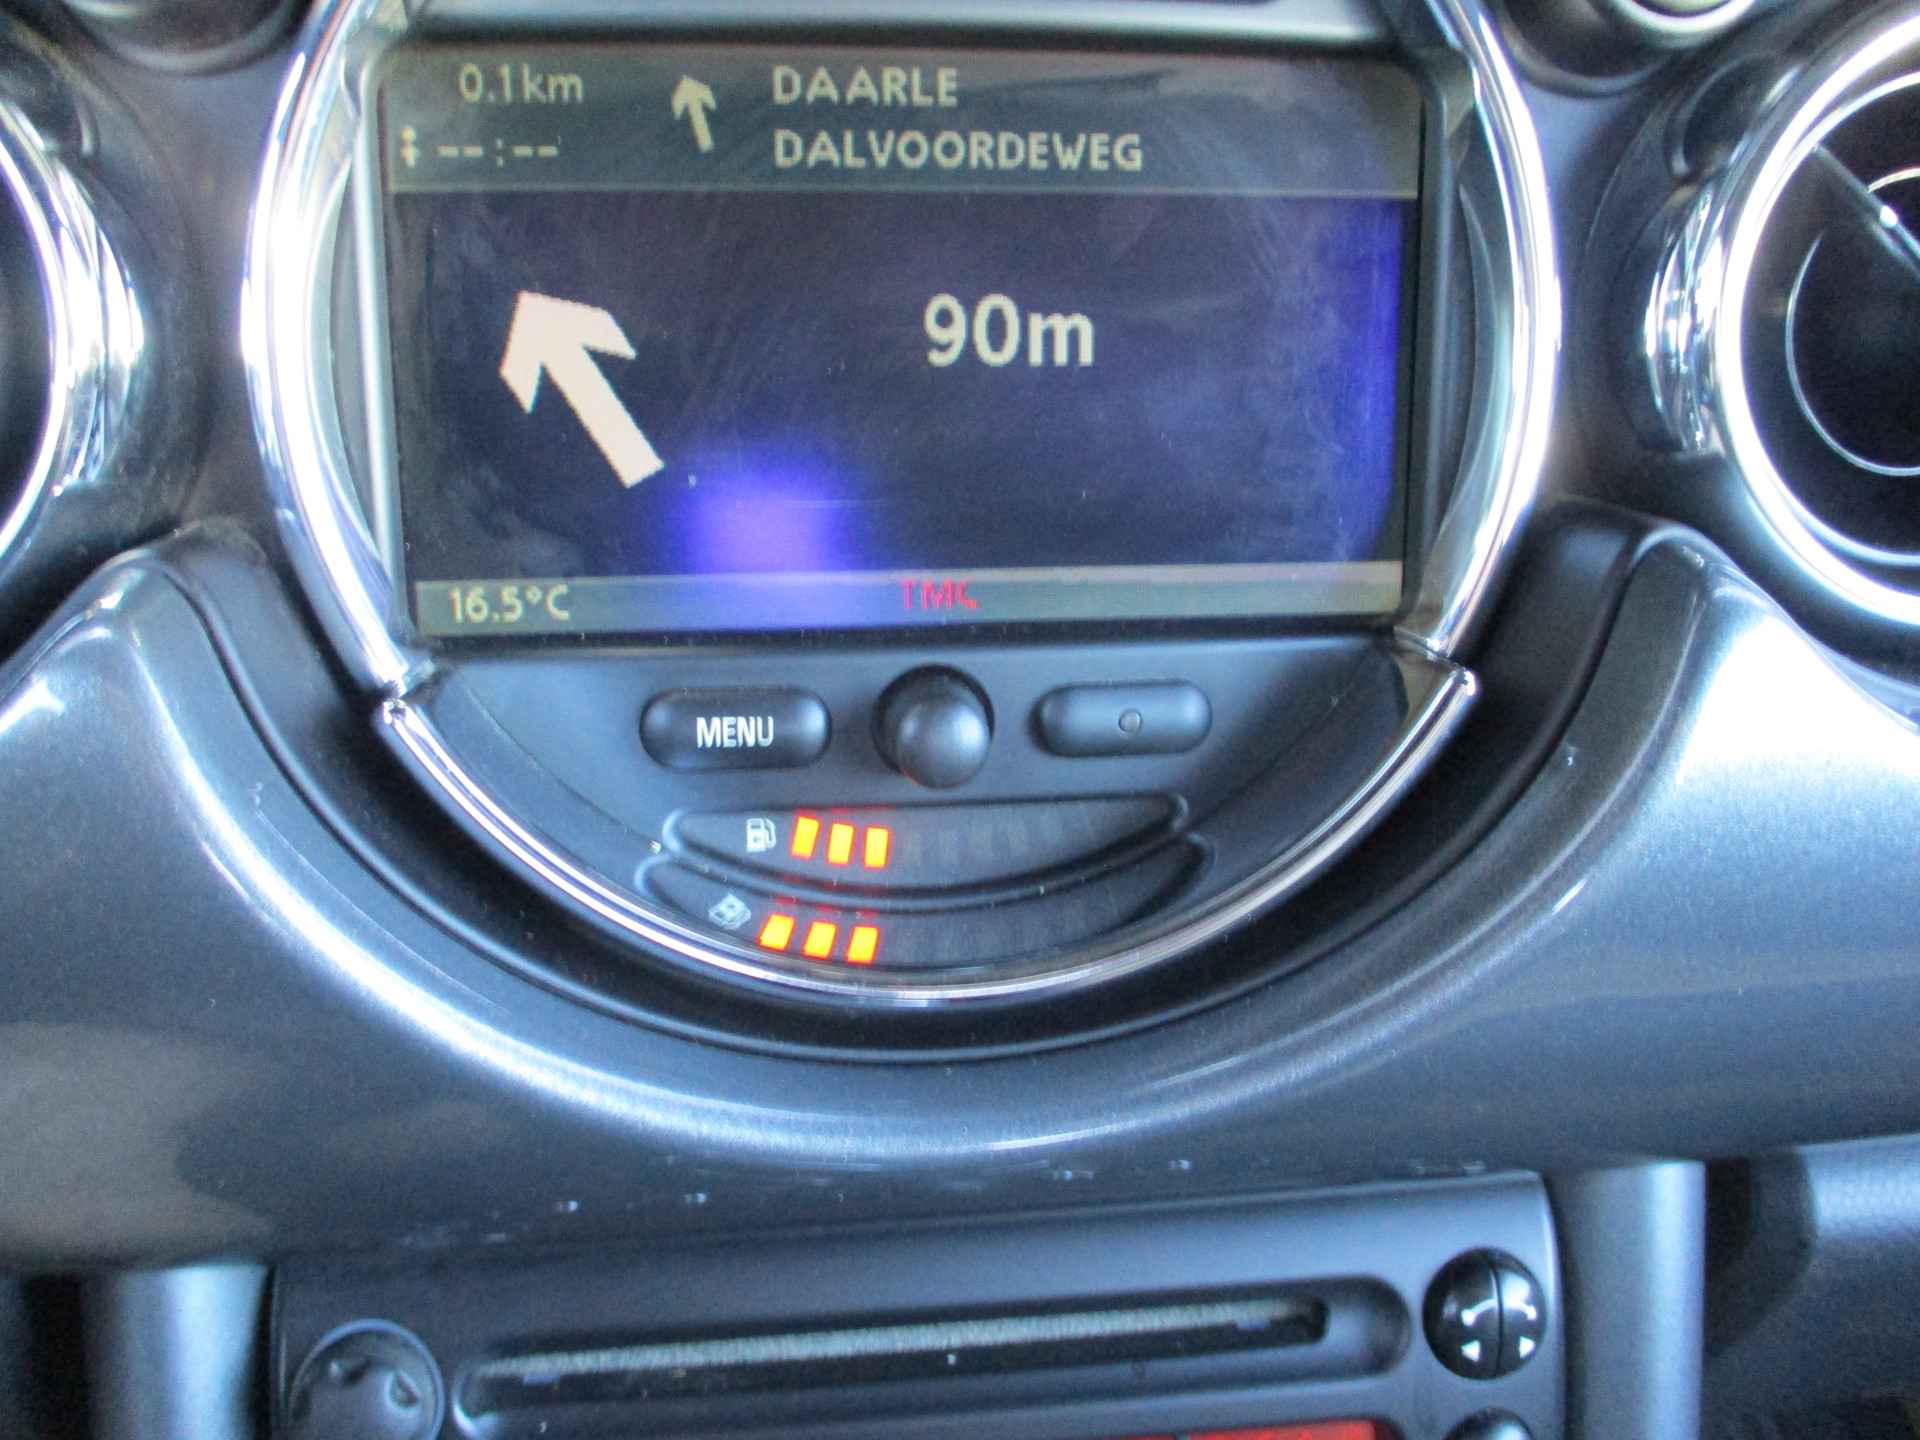 0.1km
DAARLE
--:--
DALVOORDEWEG
90m
16.5°C
TMC
MENU